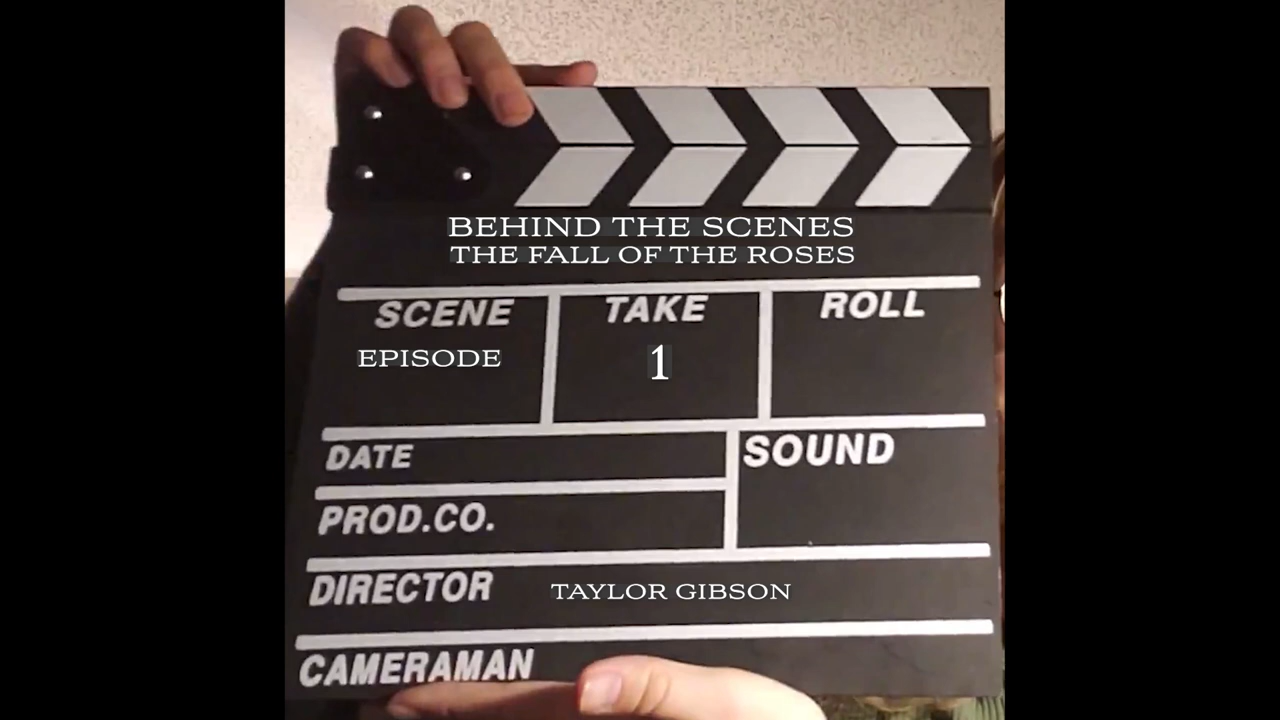 BEHIND THE SCENES
THE FALL OF THE ROSES
SCENE TAKE ROLL
EPISODE 1
DATE SOUND
PROD.CO.
DIRECTOR TAYLOR GIBSON
CAMERAMAN